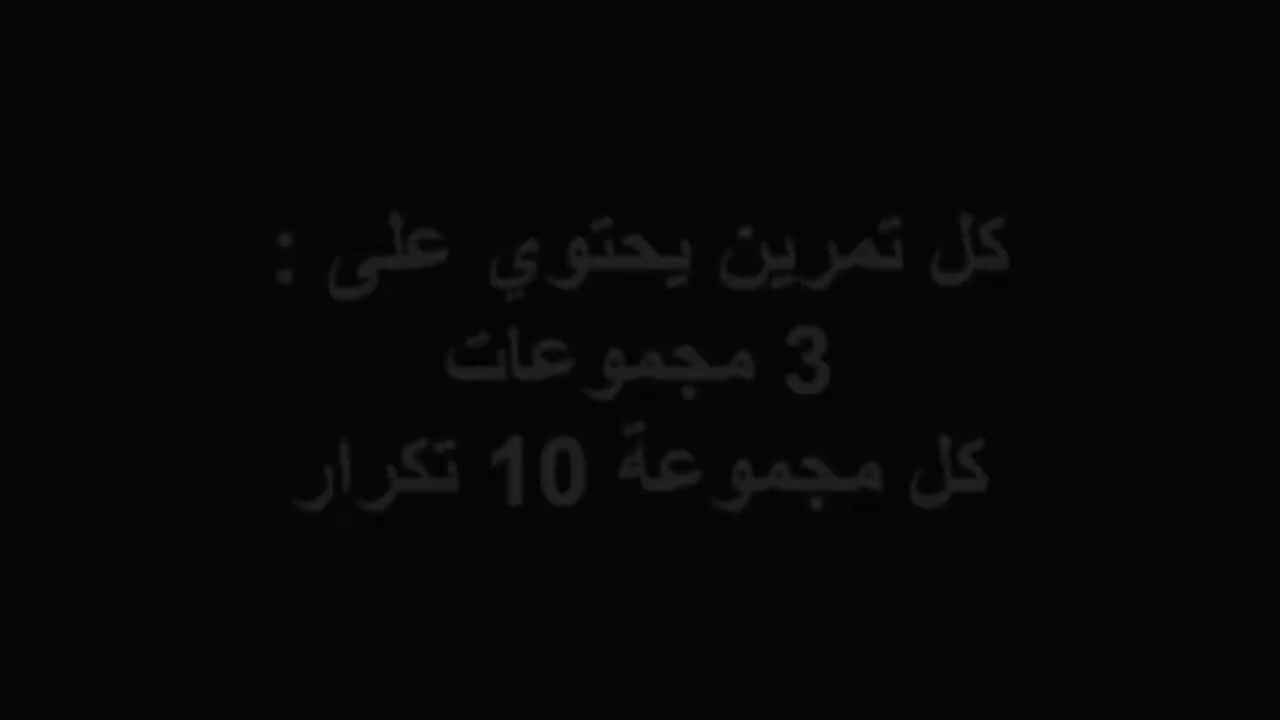 كل تمرين يحتوي على :
3 مجموعات
كل مجموعة 10 تكرار